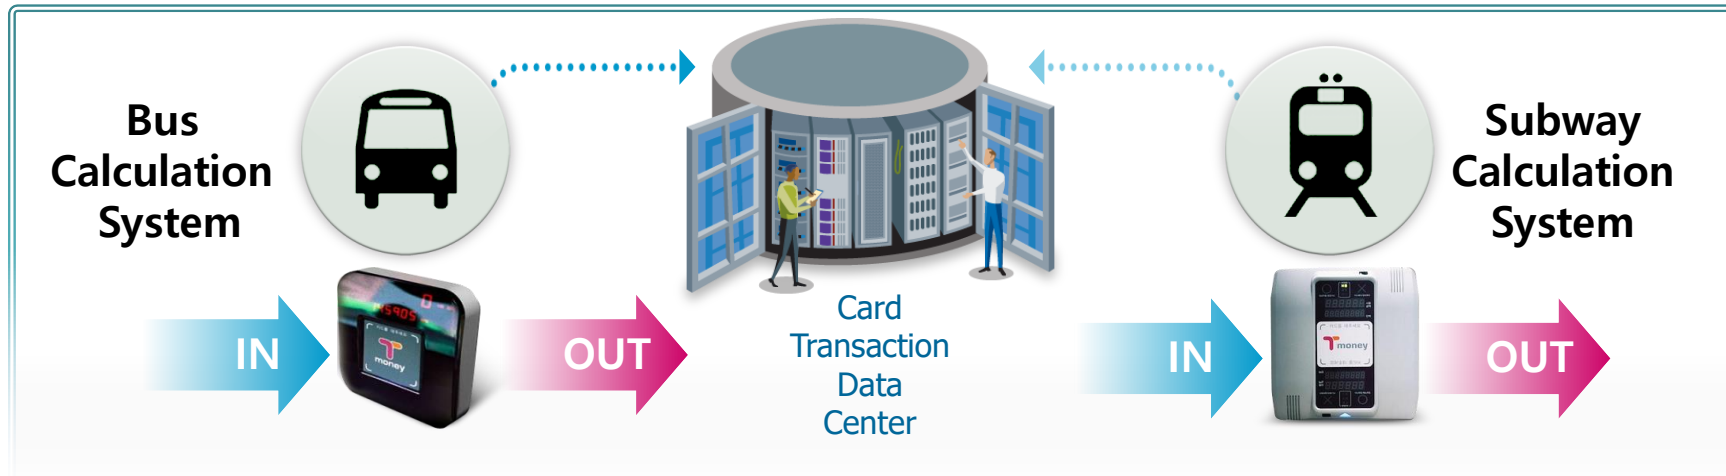 Bus
Calculation
System
Subway
Calculation
System
IN
T
money
OUT
Card
Transaction
Data
Center
IN
T
money
OUT